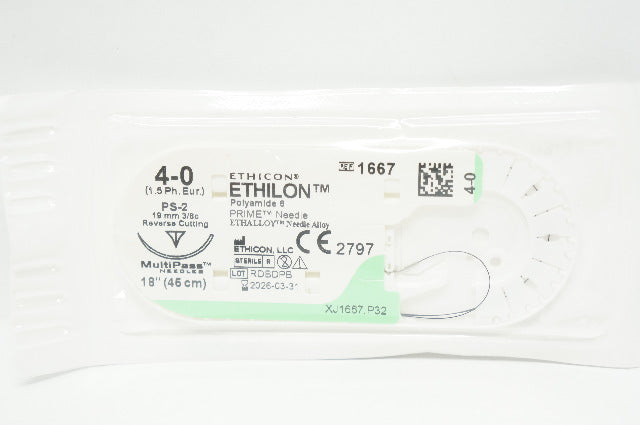 4-0
(1.5 Ph. Eur.)
PS-2
19 mm 3/8c
Reverse Cutting
MultiPass™
NEEDLES
18" (45 cm)
ETHICON®
ETHILON™
Polyamide 6
PRIME™ Needle
ETHALLOY™ Needle Alloy
ETHICON, LLC
CE 2797
STERILE R
LOT RDBDPB
2026-03-31
REF 1667
4-0
XJ1667.P32